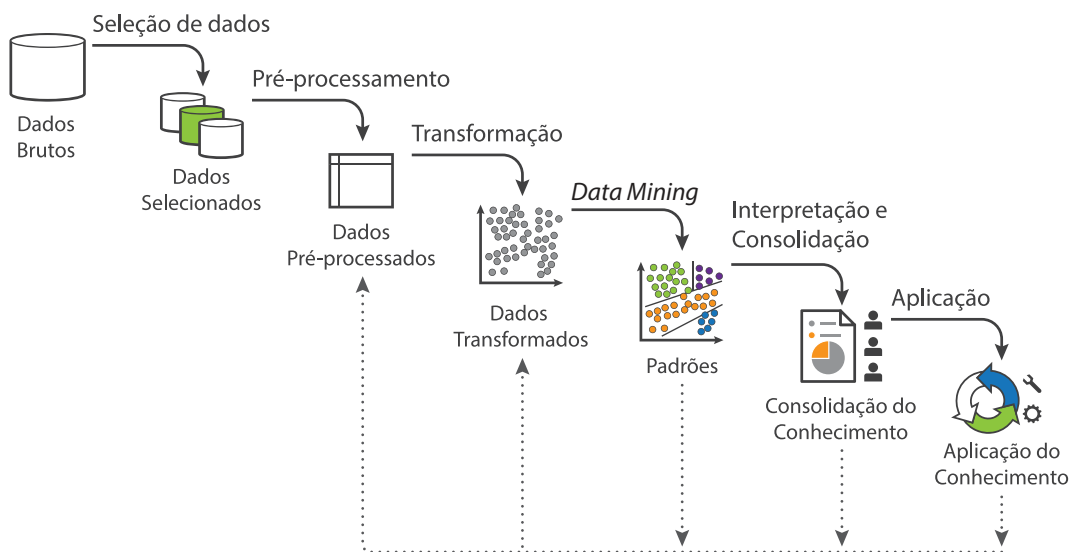 Seleção de dados
Dados
Brutos
Pré-processamento
Dados
Selecionados
Transformação
Dados
Pré-processados
Data Mining
Dados
Transformados
Interpretação e
Consolidação
Padrões
Aplicação
Consolidação do
Conhecimento
Aplicação do
Conhecimento